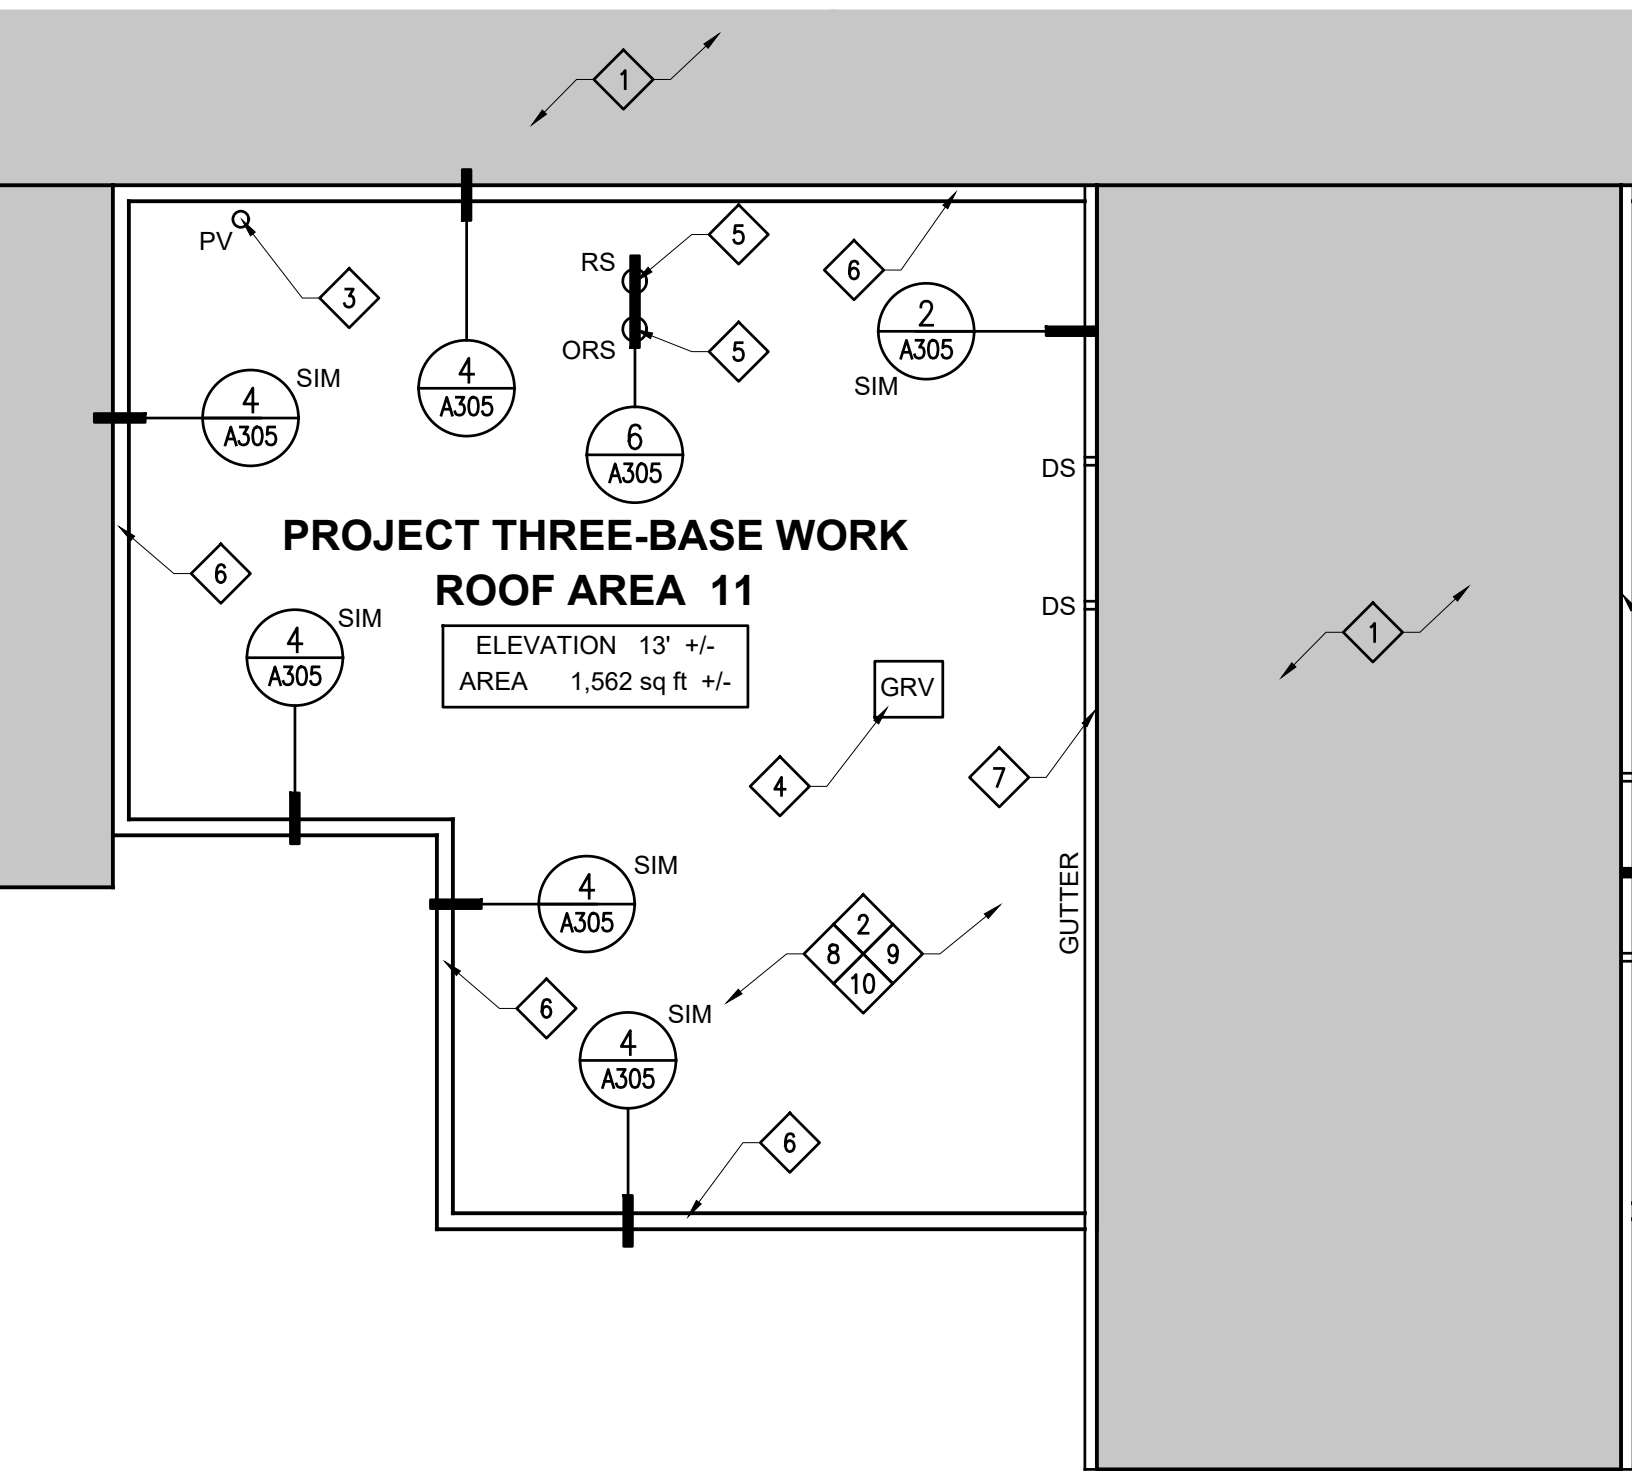 1
PV
3
RS
5
ORS
5
6
2
A305
SIM
4
A305
SIM
4
A305
6
A305
DS
PROJECT THREE-BASE WORK
ROOF AREA 11
6
DS
1
4
A305
SIM
ELEVATION 13' +/-
AREA 1,562 sq ft +/-
GRV
4
7
GUTTER
4
A305
SIM
2
8 9
10
6
4
A305
SIM
6